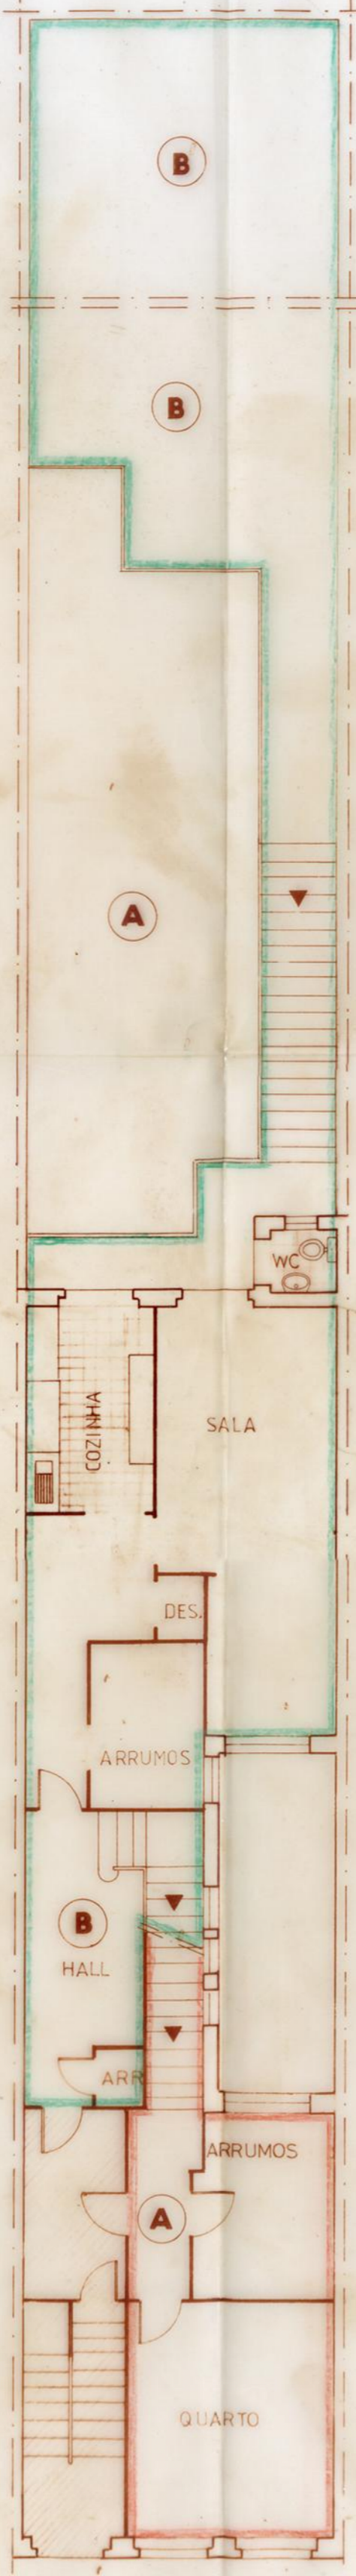 B
B
A
WC
COZINHA
SALA
DES.
ARRUMOS
B
HALL
ARR
ARRUMOS
A
QUARTO